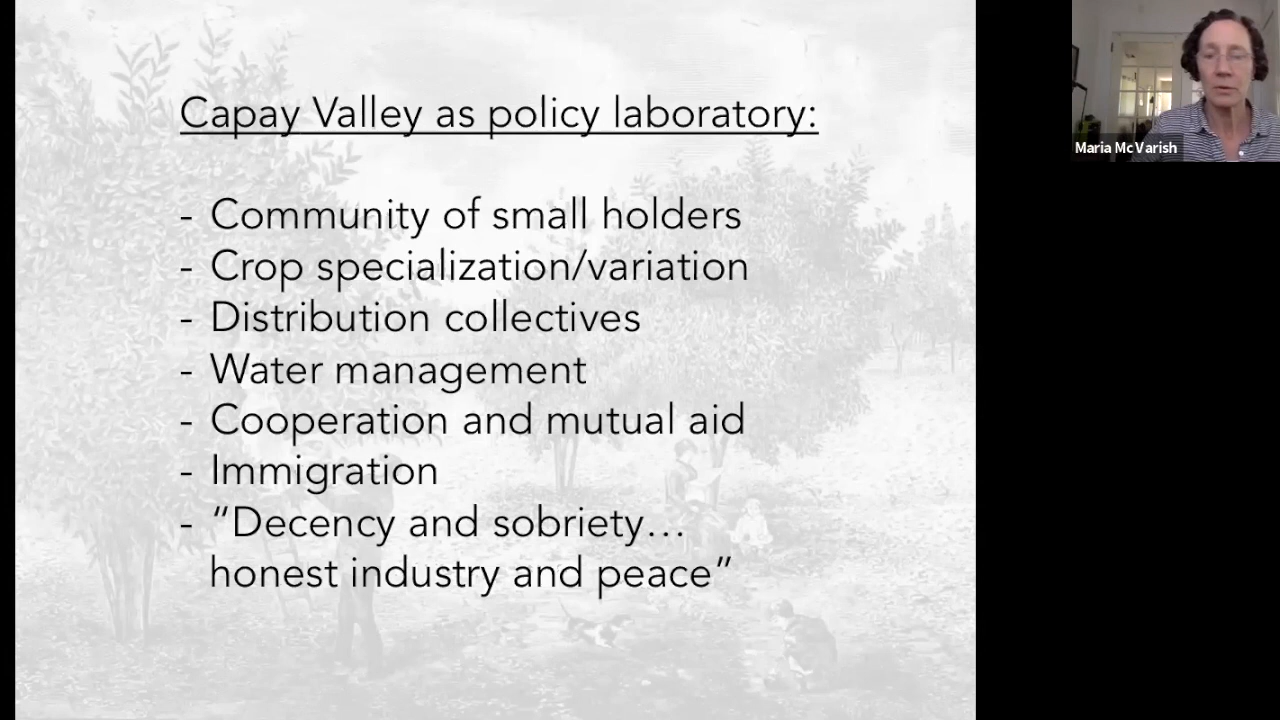 Capay Valley as policy laboratory:
- Community of small holders
- Crop specialization/variation
- Distribution collectives
- Water management
- Cooperation and mutual aid
- Immigration
- “Decency and sobriety…
honest industry and peace”
Maria McVarish